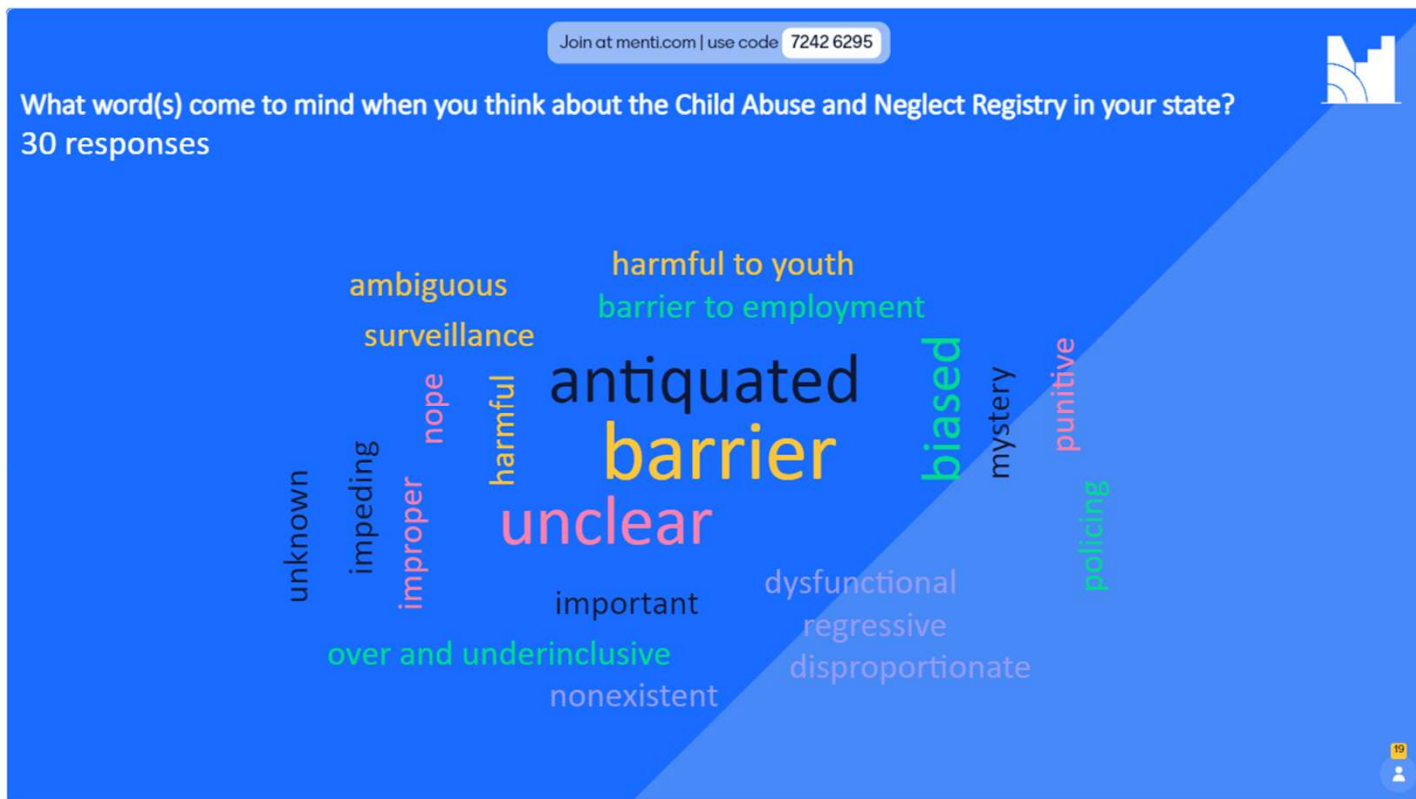 Join at menti.com | use code 7242 6295
What word(s) come to mind when you think about the Child Abuse and Neglect Registry in your state?
30 responses
harmful to youth
ambiguous
barrier to employment
surveillance
antiquated
biased
mystery
punitive
nope
harmful
barrier
unknown
impeding
improper
unclear
policing
dysfunctional
important
regressive
over and underinclusive
disproportionate
nonexistent
19